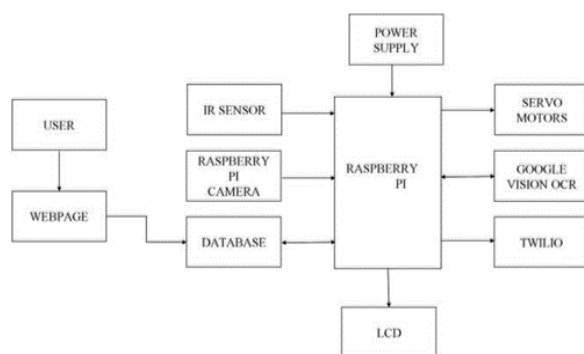 POWER
SUPPLY
IR SENSOR
SERVO
MOTORS
USER
RASPBERRY
PI
CAMERA
RASPBERRY
PI
GOOGLE
VISION OCR
WEBPAGE
DATABASE
TWILIO
LCD